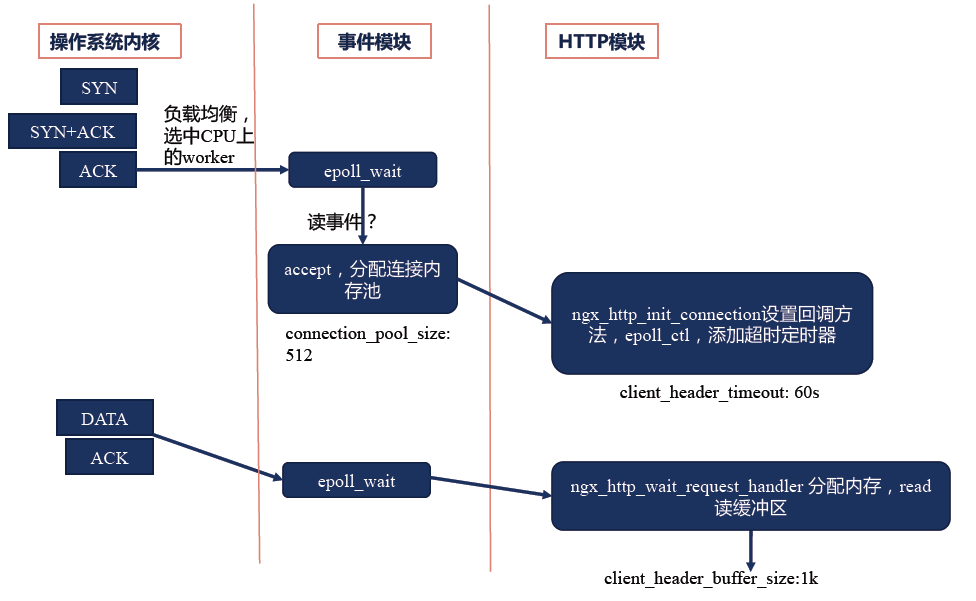 操作系统内核
事件模块
HTTP模块
SYN
SYN+ACK
ACK
负载均衡，
选中CPU上
的worker
epoll_wait
读事件？
accept，分配连接内
存池
connection_pool_size:
512
ngx_http_init_connection设置回调方
法，epoll_ctl，添加超时定时器
client_header_timeout: 60s
DATA
ACK
epoll_wait
ngx_http_wait_request_handler 分配内存，read
读缓冲区
client_header_buffer_size:1k